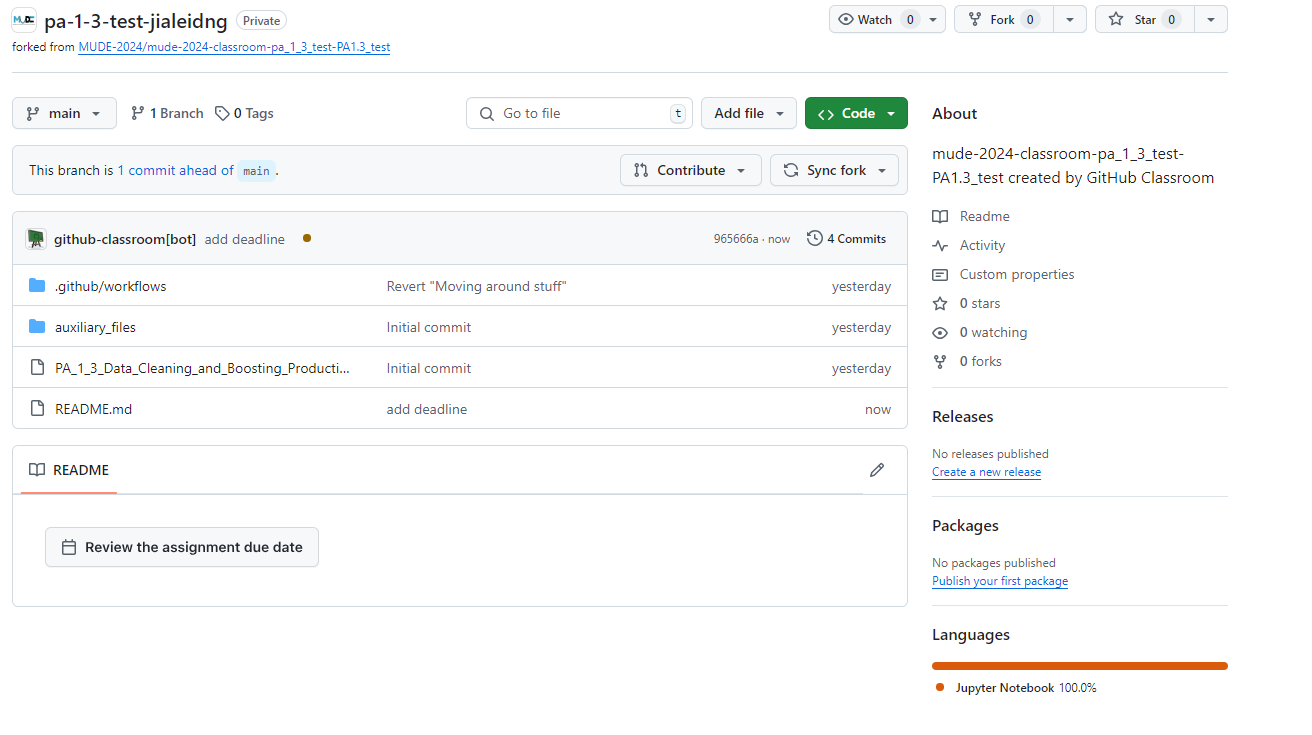 MUDE pa-1-3-test-jialeidng Private Watch 0 Fork 0 Star 0
forked from MUDE-2024/mude-2024-classroom-pa_1_3_test-PA1.3_test
main 1 Branch 0 Tags Go to file t Add file Code
This branch is 1 commit ahead of main . Contribute Sync fork
github-classroom[bot] add deadline 965666a · now 4 Commits
.github/workflows Revert "Moving around stuff" yesterday
auxiliary_files Initial commit yesterday
PA_1_3_Data_Cleaning_and_Boosting_Producti... Initial commit yesterday
README.md add deadline now
README
Review the assignment due date
About
mude-2024-classroom-pa_1_3_test-
PA1.3_test created by GitHub Classroom
Readme
Activity
Custom properties
0 stars
0 watching
0 forks
Releases
No releases published
Create a new release
Packages
No packages published
Publish your first package
Languages
Jupyter Notebook 100.0%